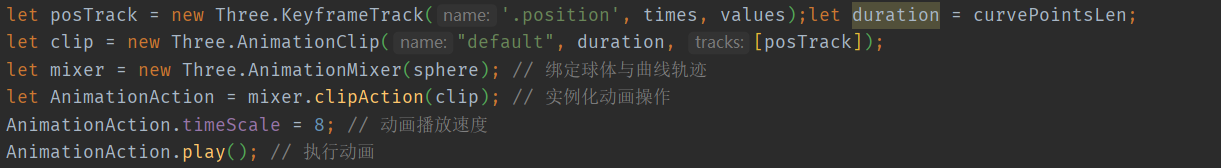 let posTrack = new Three.KeyframeTrack( name: '.position', times, values);let duration = curvePointsLen;
let clip = new Three.AnimationClip( name: "default", duration, tracks: [posTrack]);
let mixer = new Three.AnimationMixer(sphere); // 绑定球体与曲线轨迹
let AnimationAction = mixer.clipAction(clip); // 实例化动画操作
AnimationAction.timeScale = 8; // 动画播放速度
AnimationAction.play(); // 执行动画